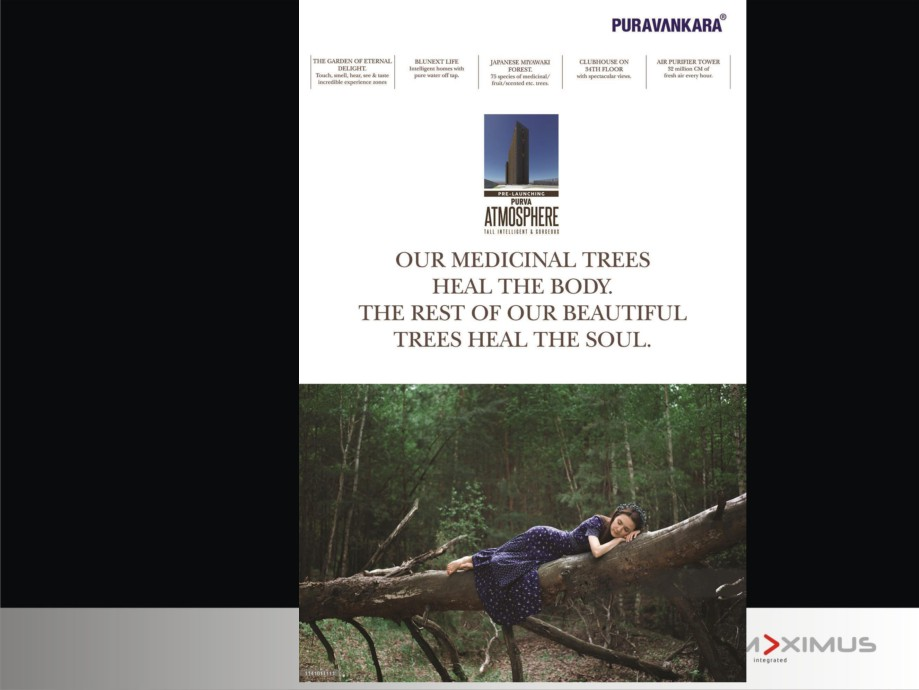 PURAVANKARA®
THE GARDEN OF ETERNAL
DELIGHT.
Touch, smell, hear, see & taste
incredible experience zones
BLUNEXT LIFE
Intelligent homes with
pure water off tap.
JAPANESE MIYAWAKI
FOREST.
75 species of medicinal/
fruit/scented etc. trees.
CLUBHOUSE ON
34TH FLOOR
with spectacular views.
AIR PURIFIER TOWER
32 million CM of
fresh air every hour.
PRE-LAUNCHING
PURVA
ATMOSPHERE
TALL INTELLIGENT & GORGEOUS
OUR MEDICINAL TREES
HEAL THE BODY.
THE REST OF OUR BEAUTIFUL
TREES HEAL THE SOUL.
XIMUS
integrated